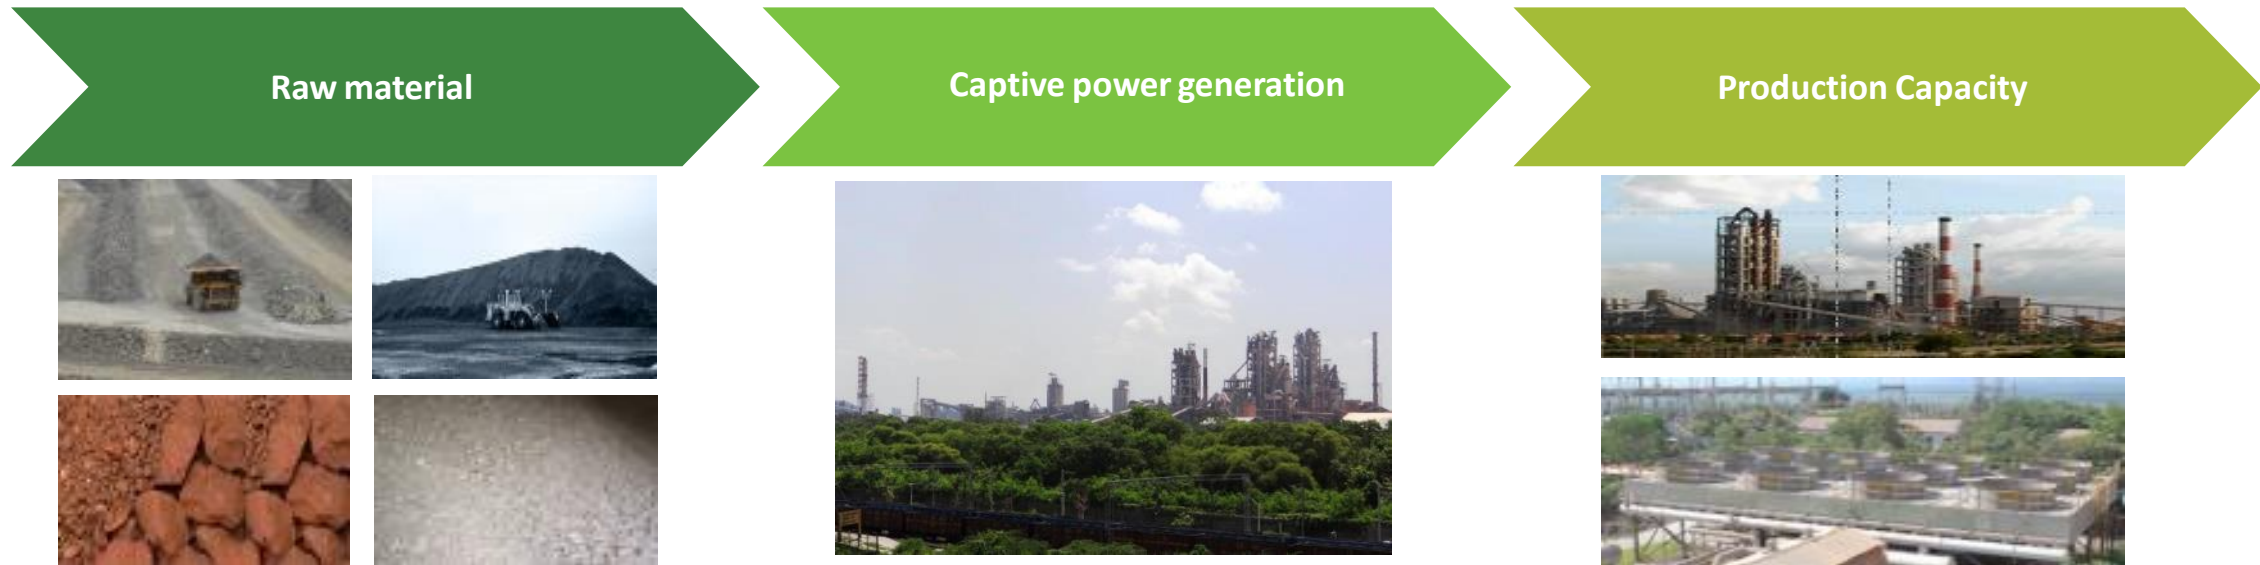 Raw material
Captive power generation
Production Capacity